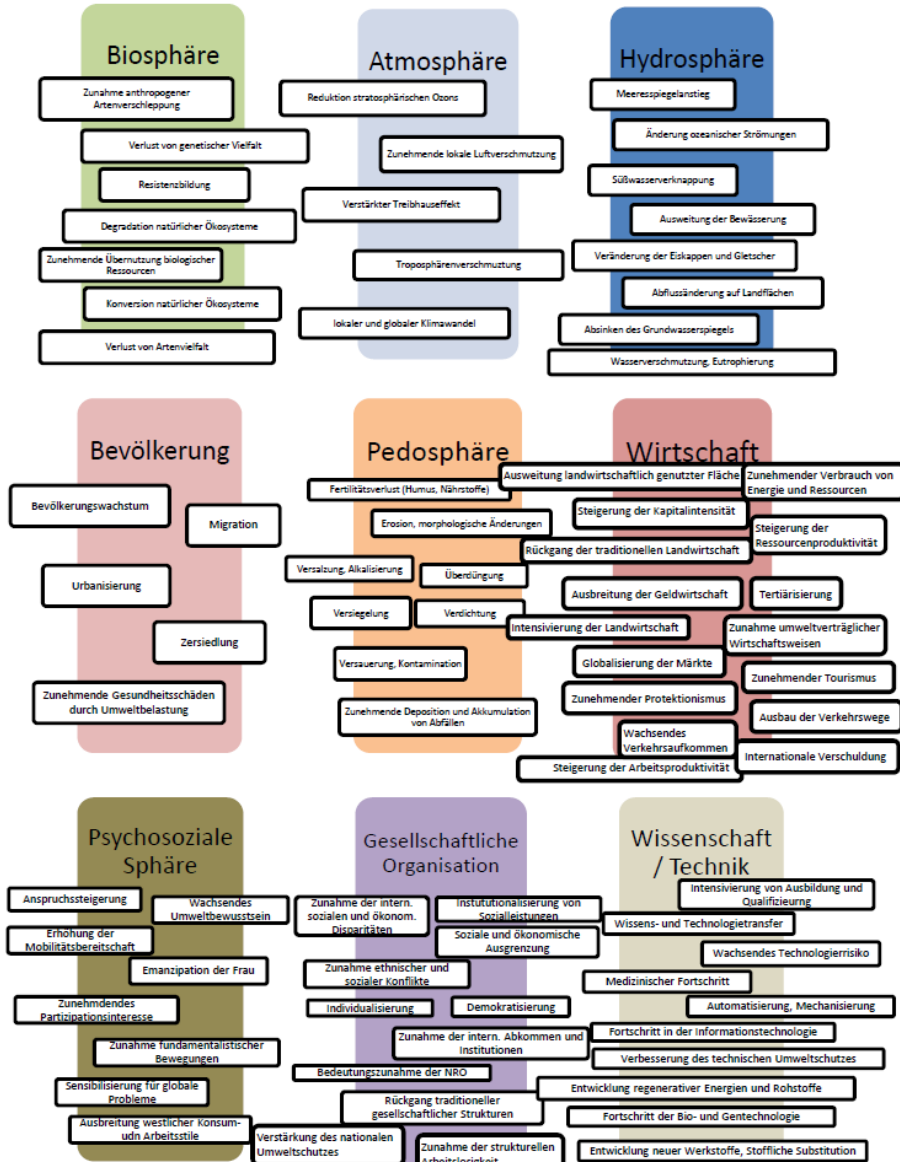 Biosphäre
Zunahme anthropogener
Artenverschleppung
Verlust von genetischer Vielfalt
Resistenzbildung
Degradation natürlicher Ökosysteme
Zunehmende Übernutzung biologischer
Ressourcen
Konversion natürlicher Ökosysteme
Verlust von Artenvielfalt
Atmosphäre
Reduktion stratosphärischen Ozons
Zunehmende lokale Luftverschmutzung
Verstärkter Treibhauseffekt
Troposphärenverschmuztung
lokaler und globaler Klimawandel
Hydrosphäre
Meeresspiegelanstieg
Änderung ozeanischer Strömungen
Süßwasserverknappung
Ausweitung der Bewässerung
Veränderung der Eiskappen und Gletscher
Abflussänderung auf Landflächen
Absinken des Grundwasserspiegels
Wasserverschmutzung, Eutrophierung
Bevölkerung
Bevölkerungswachstum
Migration
Urbanisierung
Zersiedlung
Zunehmende Gesundheitsschäden
durch Umweltbelastung
Pedosphäre
Fertilitätsverlust (Humus, Nährstoffe)
Erosion, morphologische Änderungen
Versalzung, Alkalisierung
Überdüngung
Versiegelung
Verdichtung
Versauerung, Kontamination
Zunehmende Deposition und Akkumulation
von Abfällen
Wirtschaft
Ausweitung landwirtschaftlich genutzter Fläche
Zunehmender Verbrauch von
Energie und Ressourcen
Steigerung der Kapitalintensität
Steigerung der
Ressourcenproduktivität
Rückgang der traditionellen Landwirtschaft
Ausbreitung der Geldwirtschaft
Tertiärisierung
Intensivierung der Landwirtschaft
Zunahme umweltverträglicher
Wirtschaftsweisen
Globalisierung der Märkte
Zunehmender Tourismus
Zunehmender Protektionismus
Ausbau der Verkehrswege
Wachsendes
Verkehrsaufkommen
Internationale Verschuldung
Steigerung der Arbeitsproduktivität
Psychosoziale
Sphäre
Anspruchssteigerung
Wachsendes
Umweltbewusstsein
Erhöhung der
Mobilitätsbereitschaft
Emanzipation der Frau
Zunehmdendes
Partizipationsinteresse
Zunahme fundamentalistischer
Bewegungen
Sensibilisierung für globale
Probleme
Ausbreitung westlicher Konsum-
udn Arbeitsstile
Gesellschaftliche
Organisation
Zunahme der intern.
sozialen und ökonom.
Disparitäten
Instututionalisierung von
Sozialleistungen
Soziale und ökonomische
Ausgrenzung
Zunahme ethnischer und
sozialer Konflikte
Individualisierung
Demokratisierung
Zunahme der intern. Abkommen und
Institutionen
Bedeutungszunahme der NRO
Rückgang traditioneller
gesellschaftlicher Strukturen
Verstärkung des nationalen
Umweltschutzes
Zunahme der strukturellen
Arbeitslosigkeit
Wissenschaft
/ Technik
Intensivierung von Ausbildung und
Qualifizieurng
Wissens- und Technologietransfer
Wachsendes Technologierrisiko
Medizinischer Fortschritt
Automatisierung, Mechanisierung
Fortschritt in der Informationstechnologie
Verbesserung des technischen Umweltschutzes
Entwicklung regenerativer Energien und Rohstoffe
Fortschritt der Bio- und Gentechnologie
Entwicklung neuer Werkstoffe, Stoffliche Substitution